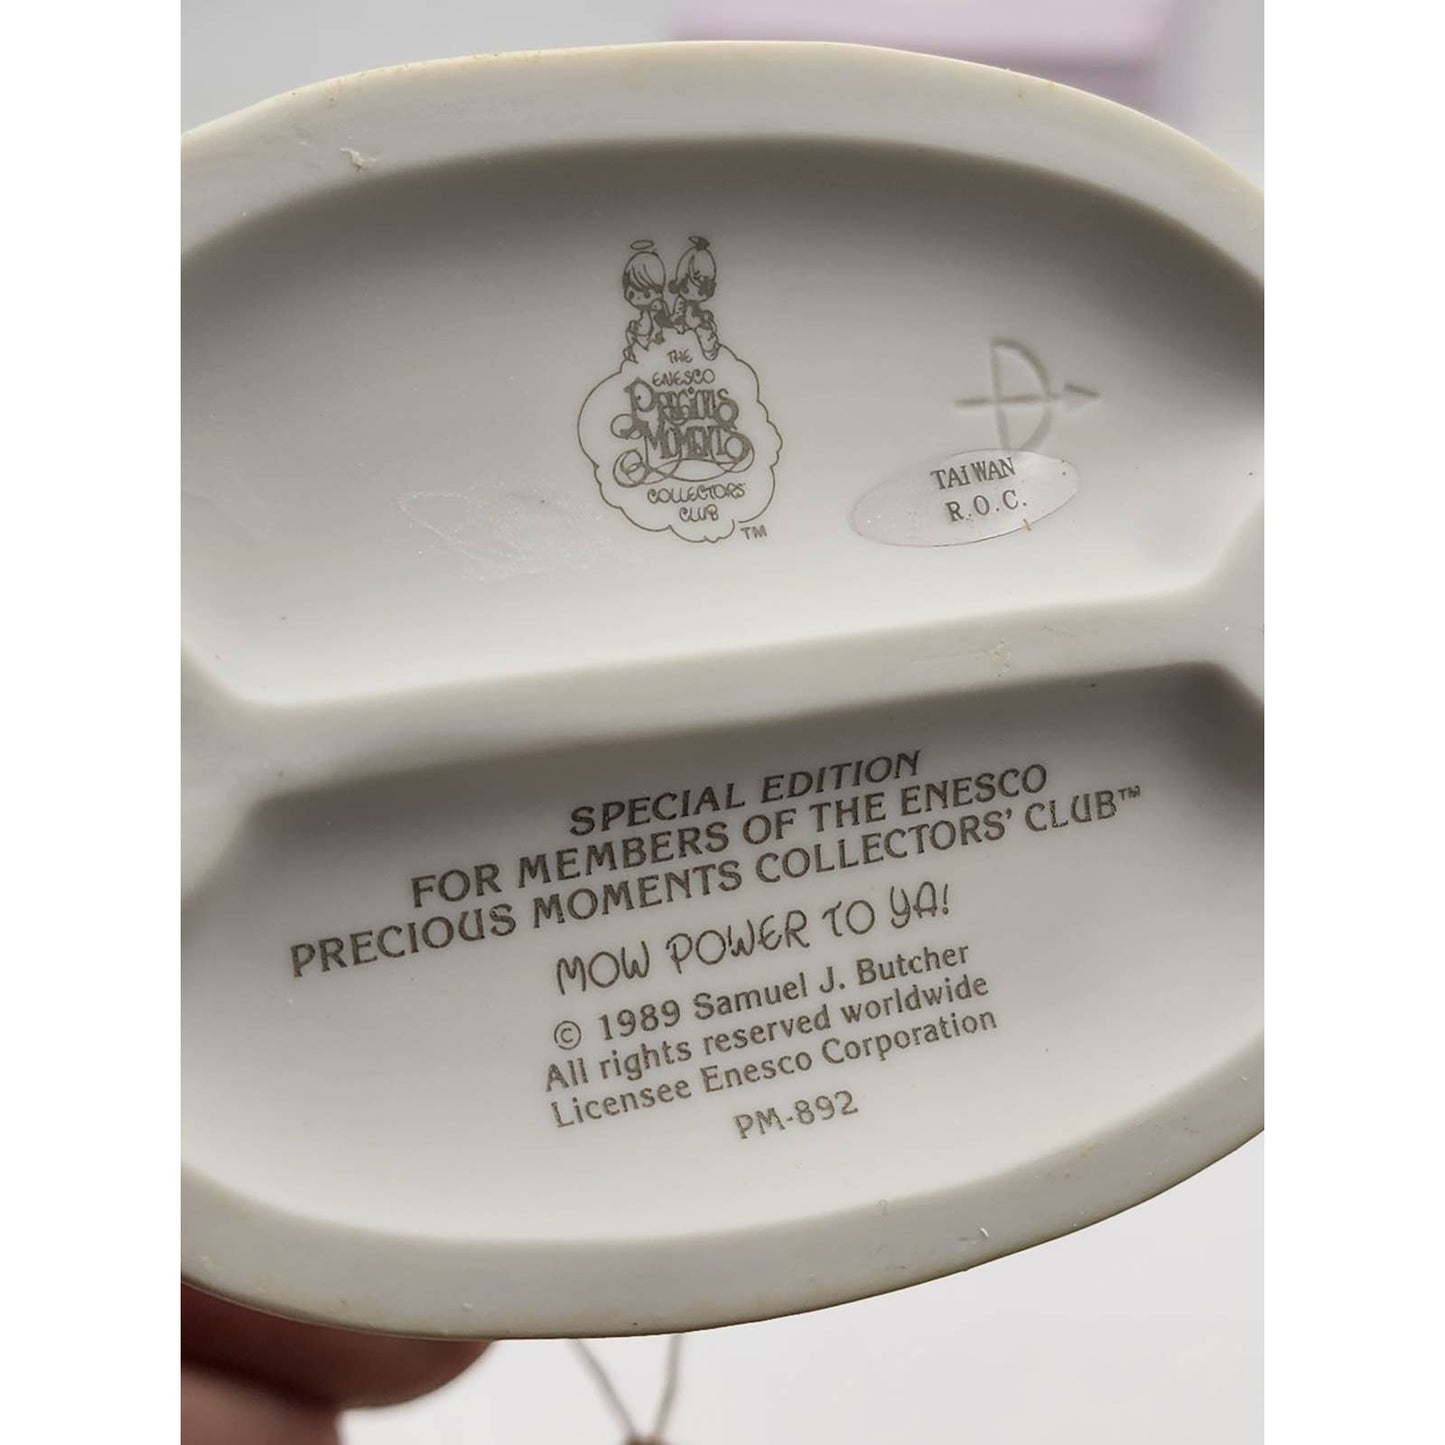 THE
ENESCO
PRECIOUS
MOMENTS
COLLECTORS'
CLUB
TM
TAIWAN
R.O.C.
SPECIAL EDITION
FOR MEMBERS OF THE ENESCO
PRECIOUS MOMENTS COLLECTORS' CLUB™
MOW POWER TO YA!
© 1989 Samuel J. Butcher
All rights reserved worldwide
Licensee Enesco Corporation
PM-892